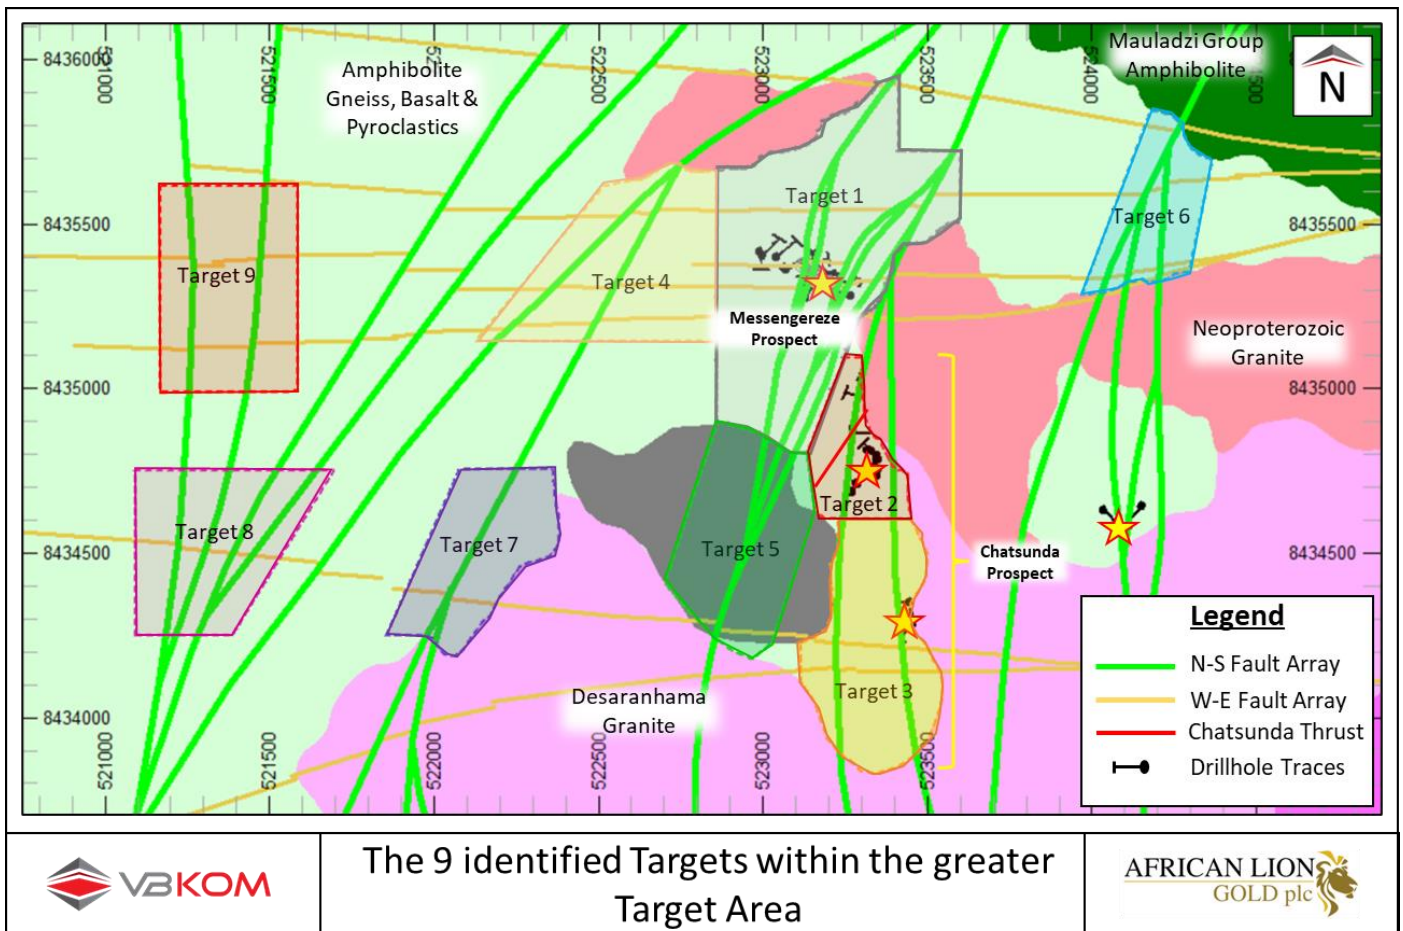 8436000
521000
521500
522000
522500
523000
523500
524000
Amphibolite
Gneiss, Basalt &
Pyroclastics
Mauladzi Group
Amphibolite
N
Target 1
8435500
8435500
Target 6
Target 9
Target 4
Messengereze
Prospect
Neoproterozoic
Granite
8435000
8435000
Target 8
Target 7
Target 5
Target 2
8434500
8434500
Chatsunda
Prospect
Legend
N-S Fault Array
W-E Fault Array
Chatsunda Thrust
Drillhole Traces
Desaranhama
Granite
Target 3
8434000
521000
521500
522000
522500
523000
523500
VBKOM
The 9 identified Targets within the greater
Target Area
AFRICAN LION
GOLD plc